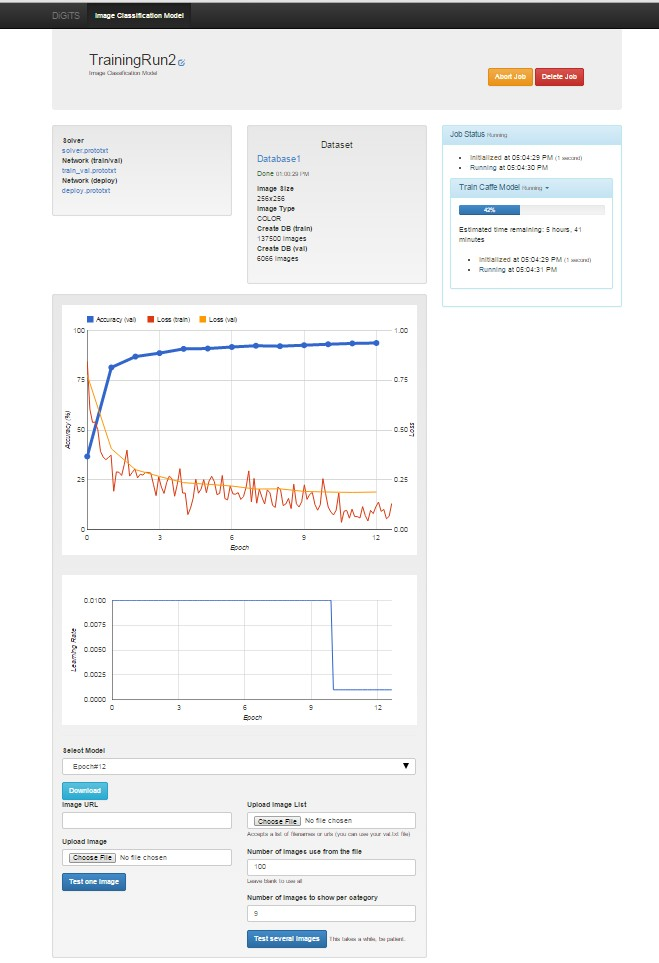 DIGITS Image Classification Model
TrainingRun2
Image Classification Model
Abort Job Delete Job
Solver
solver.prototxt
Network (train/val)
train_val.prototxt
Network (deploy)
deploy.prototxt
Dataset
Database1
Done 01:00:29 PM
Image Size
256x256
Image Type
COLOR
Create DB (train)
137500 images
Create DB (val)
6066 images
Job Status Running
Initialized at 05:04:29 PM (1 second)
Running at 05:04:30 PM
Train Caffe Model Running
42%
Estimated time remaining: 5 hours, 41
minutes
Initialized at 05:04:29 PM (1 second)
Running at 05:04:31 PM
Accuracy (val) Loss (train) Loss (val)
100 1.00
75 0.75
50 0.50
25 0.25
0 0.00
Accuracy (%)
Loss
0 3 6 9 12
Epoch
0.0100
0.0075
0.0050
0.0025
0.0000
Learning Rate
0 3 6 9 12
Epoch
Select Model
Epoch#12
Download
Image URL
Upload Image
Choose File No file chosen
Test one Image
Upload Image List
Choose File No file chosen
Accepts a list of filenames or urls (you can use your val.txt file)
Number of images use from the file
100
Leave blank to use all
Number of images to show per category
9
Test several images This takes a while, be patient.